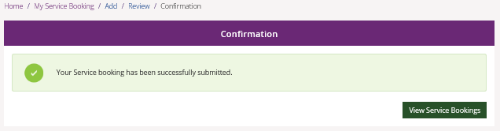 Home / My Service Booking / Add / Review / Confirmation
Confirmation
Your Service booking has been successfully submitted.
View Service Bookings